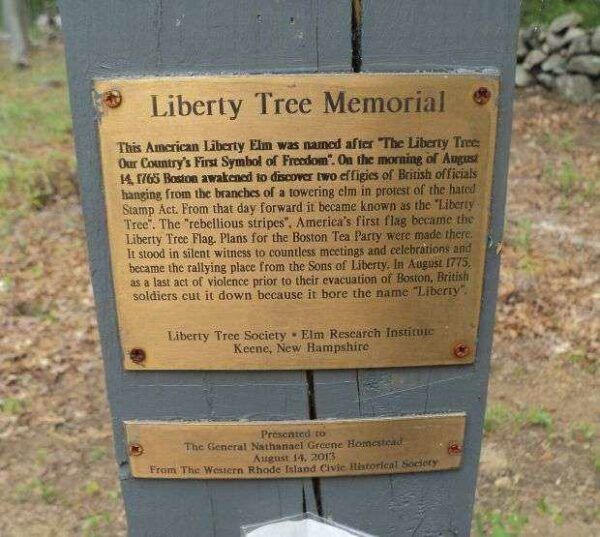 Liberty Tree Memorial
This American Liberty Elm was named after "The Liberty Tree:
Our Country's First Symbol of Freedom". On the morning of August
14, 1765 Boston awakened to discover two effigies of British officials
hanging from the branches of a towering elm in protest of the hated
Stamp Act. From that day forward it became known as the "Liberty
Tree". The "rebellious stripes", America's first flag became the
Liberty Tree Flag. Plans for the Boston Tea Party were made there.
It stood in silent witness to countless meetings and celebrations and
became the rallying place from the Sons of Liberty. In August 1775,
as a last act of violence prior to their evacuation of Boston, British
soldiers cut it down because it bore the name "Liberty".
Liberty Tree Society • Elm Research Institute
Keene, New Hampshire
Presented to
The General Nathanael Greene Homestead
August 14, 2013
From The Western Rhode Island Civic Historical Society